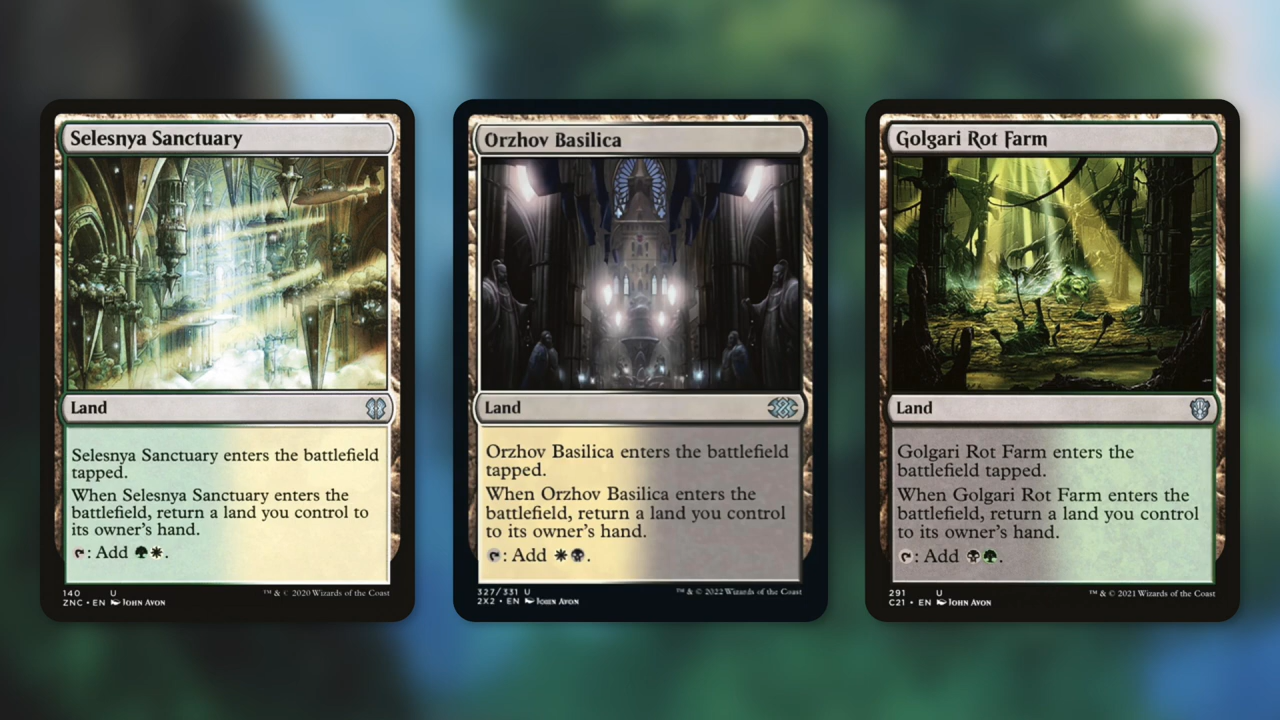 Selesnya Sanctuary
Land
Selesnya Sanctuary enters the battlefield
tapped.
When Selesnya Sanctuary enters the
battlefield, return a land you control to
its owner's hand.
: Add .
140 U
ZNC • EN JOHN AVON
™ & © 2020 Wizards of the Coast
Orzhov Basilica
Land
Orzhov Basilica enters the battlefield
tapped.
When Orzhov Basilica enters the
battlefield, return a land you control
to its owner's hand.
: Add .
327/331 U
2X2 • EN JOHN AVON
™ & © 2022 Wizards of the Coast
Golgari Rot Farm
Land
Golgari Rot Farm enters the
battlefield tapped.
When Golgari Rot Farm enters the
battlefield, return a land you control
to its owner's hand.
: Add .
291 U
C21 • EN JOHN AVON
™ & © 2021 Wizards of the Coast